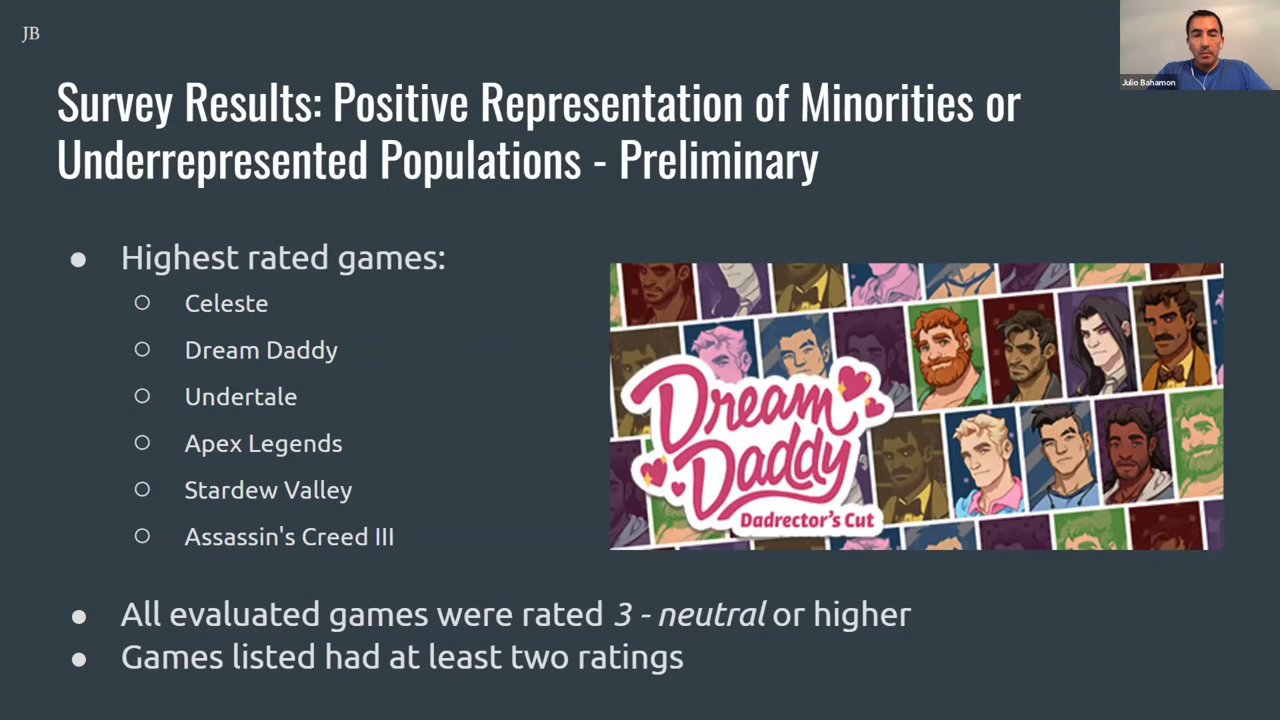 JB
Julio Bahamon
Survey Results: Positive Representation of Minorities or
Underrepresented Populations - Preliminary
● Highest rated games:
○ Celeste
○ Dream Daddy
○ Undertale
○ Apex Legends
○ Stardew Valley
○ Assassin's Creed III
Dream
Daddy
Dadrector's Cut
● All evaluated games were rated 3 - neutral or higher
● Games listed had at least two ratings